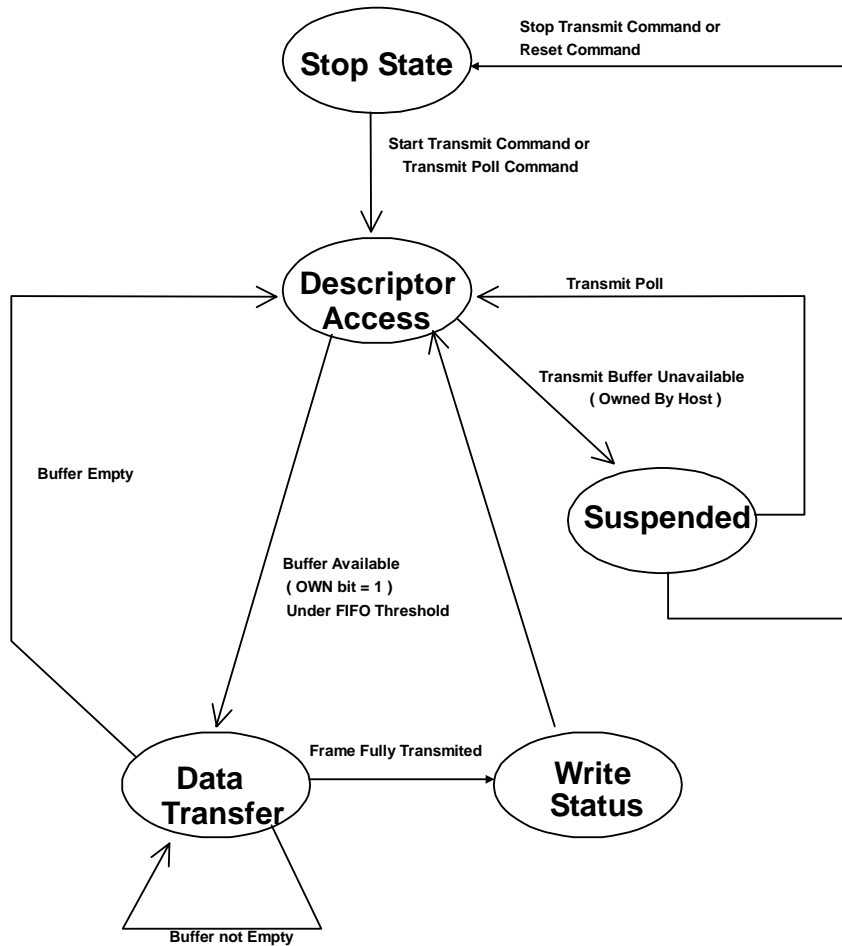 Stop Transmit Command or
Reset Command
Stop State
Start Transmit Command or
Transmit Poll Command
Descriptor
Access
Transmit Poll
Transmit Buffer Unavailable
( Owned By Host )
Buffer Empty
Suspended
Buffer Available
( OWN bit = 1 )
Under FIFO Threshold
Frame Fully Transmited
Data
Transfer
Write
Status
Buffer not Empty